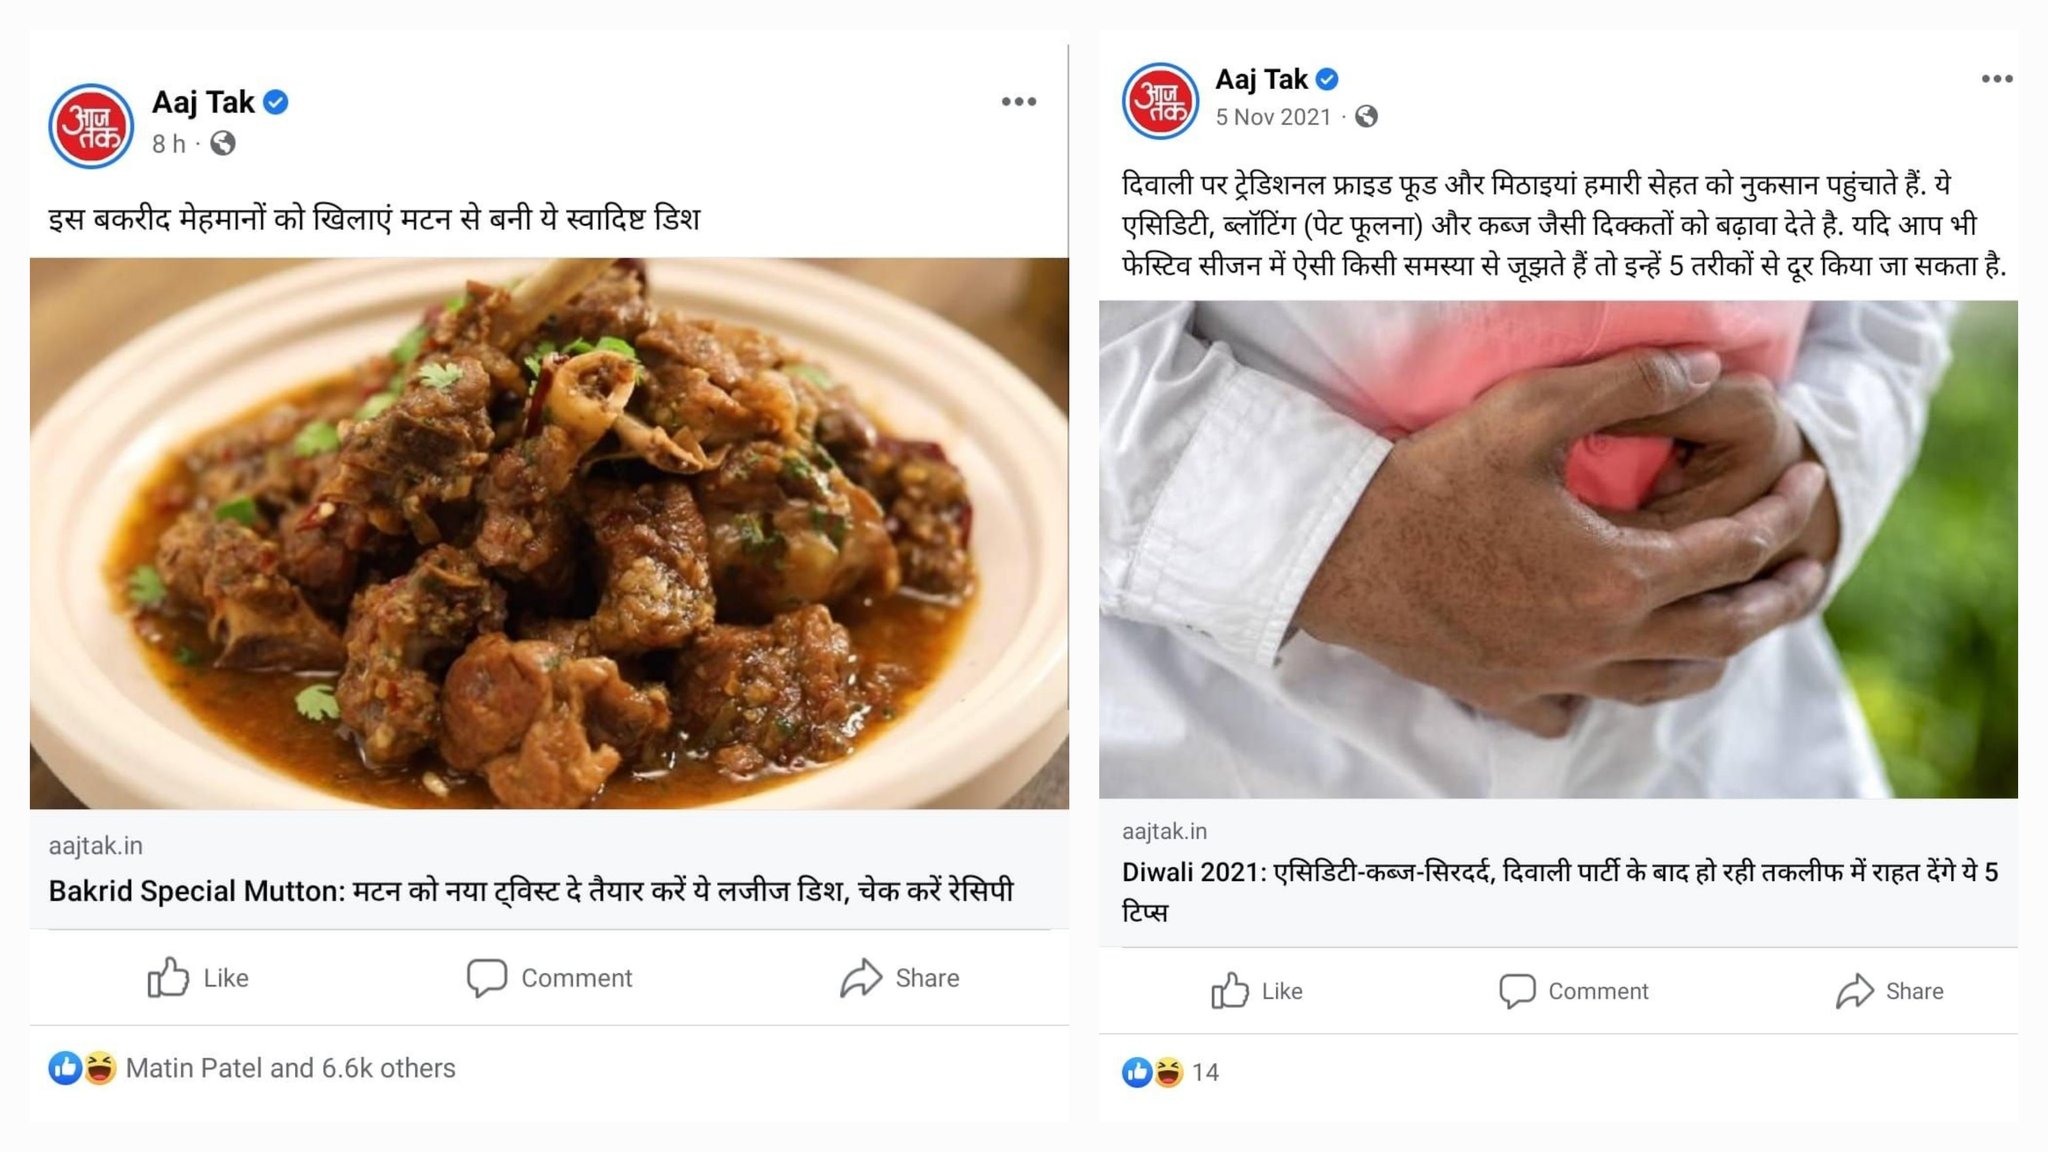 आज
तक
Aaj Tak
8 h ·
इस बकरीद मेहमानों को खिलाएं मटन से बनी ये स्वादिष्ट डिश
aajtak.in
Bakrid Special Mutton: मटन को नया ट्विस्ट दे तैयार करें ये लजीज डिश, चेक करें रेसिपी
Like
Comment
Share
Matin Patel and 6.6k others
आज
तक
Aaj Tak
5 Nov 2021 ·
दिवाली पर ट्रेडिशनल फ्राइड फूड और मिठाइयां हमारी सेहत को नुकसान पहुंचाते हैं. ये
एसिडिटी, ब्लॉटिंग (पेट फूलना) और कब्ज जैसी दिक्कतों को बढ़ावा देते है. यदि आप भी
फेस्टिव सीजन में ऐसी किसी समस्या से जूझते हैं तो इन्हें 5 तरीकों से दूर किया जा सकता है.
aajtak.in
Diwali 2021: एसिडिटी-कब्ज-सिरदर्द, दिवाली पार्टी के बाद हो रही तकलीफ में राहत देंगे ये 5
टिप्स
Like
Comment
Share
14